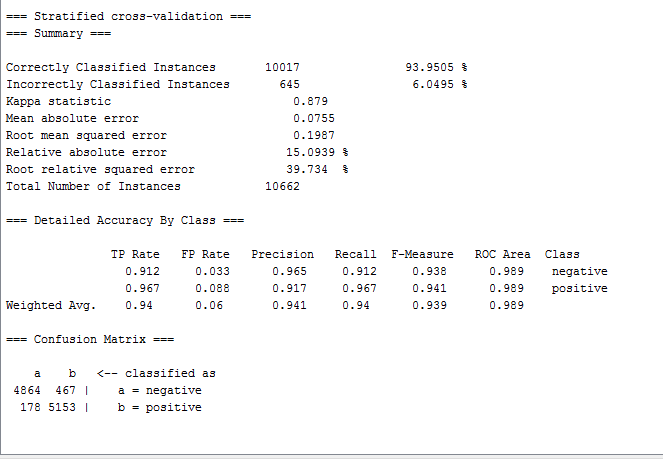 === Stratified cross-validation ===
=== Summary ===
Correctly Classified Instances 10017 93.9505 %
Incorrectly Classified Instances 645 6.0495 %
Kappa statistic 0.879
Mean absolute error 0.0755
Root mean squared error 0.1987
Relative absolute error 15.0939 %
Root relative squared error 39.734 %
Total Number of Instances 10662
=== Detailed Accuracy By Class ===
TP Rate FP Rate Precision Recall F-Measure ROC Area Class
0.912 0.033 0.965 0.912 0.938 0.989 negative
0.967 0.088 0.917 0.967 0.941 0.989 positive
Weighted Avg. 0.94 0.06 0.941 0.94 0.939 0.989
=== Confusion Matrix ===
a b <-- classified as
4864 467 | a = negative
178 5153 | b = positive